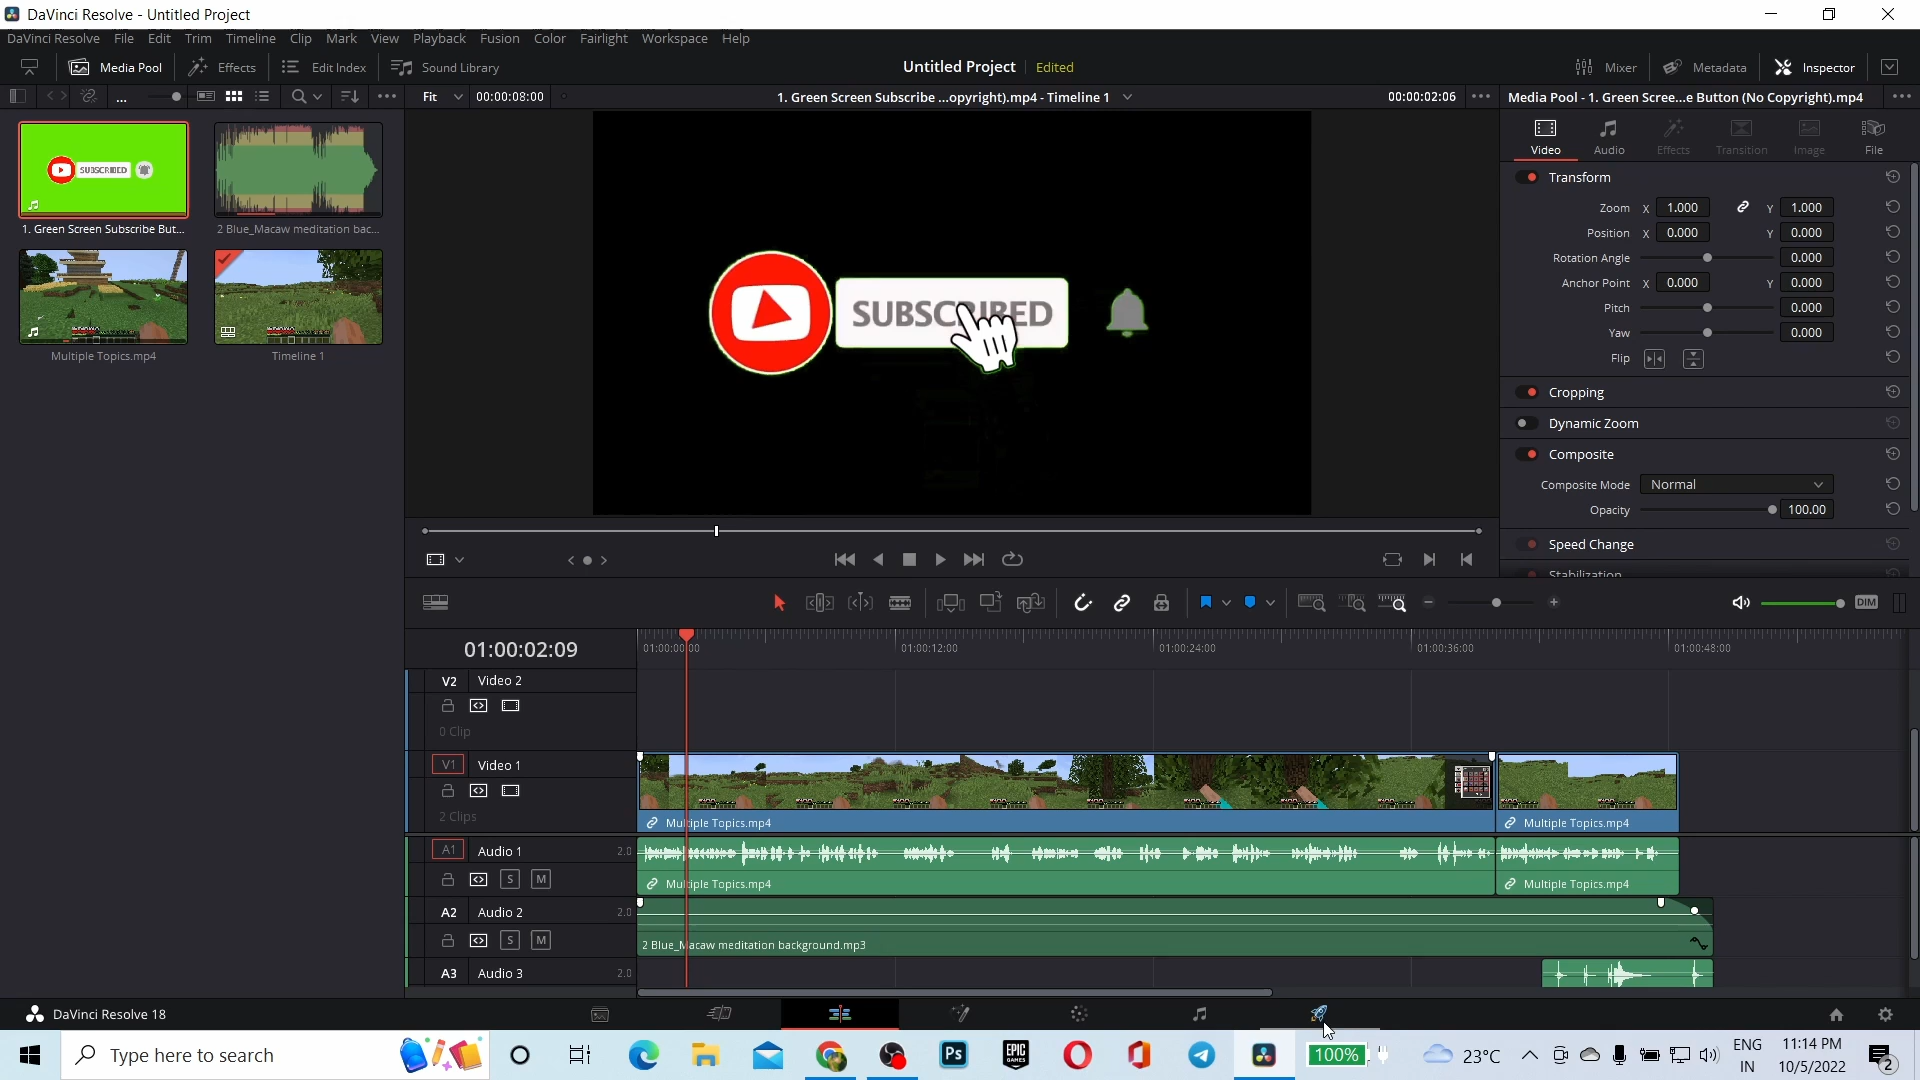 DaVinci Resolve - Untitled Project
DaVinci Resolve File Edit Trim Timeline Clip Mark View Playback Fusion Color Fairlight Workspace Help
Media Pool Effects Edit Index Sound Library Untitled Project Edited Mixer Metadata Inspector
Fit 00:00:08:00 1. Green Screen Subscribe ...opyright).mp4 - Timeline 1 00:00:02:06 Media Pool - 1. Green Scree...e Button (No Copyright).mp4
Video Audio Effects Transition Image File
SUBSCRIBED
1. Green Screen Subscribe But... 2 Blue_Macaw meditation bac...
Multiple Topics.mp4 Timeline 1
SUBSCRIBED
Transform
Zoom X 1.000 Y 1.000
Position X 0.000 Y 0.000
Rotation Angle 0.000
Anchor Point X 0.000 Y 0.000
Pitch 0.000
Yaw 0.000
Flip
Cropping
Dynamic Zoom
Composite
Composite Mode Normal
Opacity 100.00
Speed Change
Stabilization
DIM
01:00:02:09 01:00:00:00 01:00:12:00 01:00:24:00 01:00:36:00 01:00:48:00
V2 Video 2
0 Clip
V1 Video 1
2 Clips
Multiple Topics.mp4 Multiple Topics.mp4
A1 Audio 1 2.0
S M
Multiple Topics.mp4 Multiple Topics.mp4
A2 Audio 2 2.0
S M
2 Blue_Macaw meditation background.mp3
A3 Audio 3 2.0
DaVinci Resolve 18
Type here to search Ps EPIC GAMES 100% 23°C ENG IN 11:14 PM 10/5/2022 2